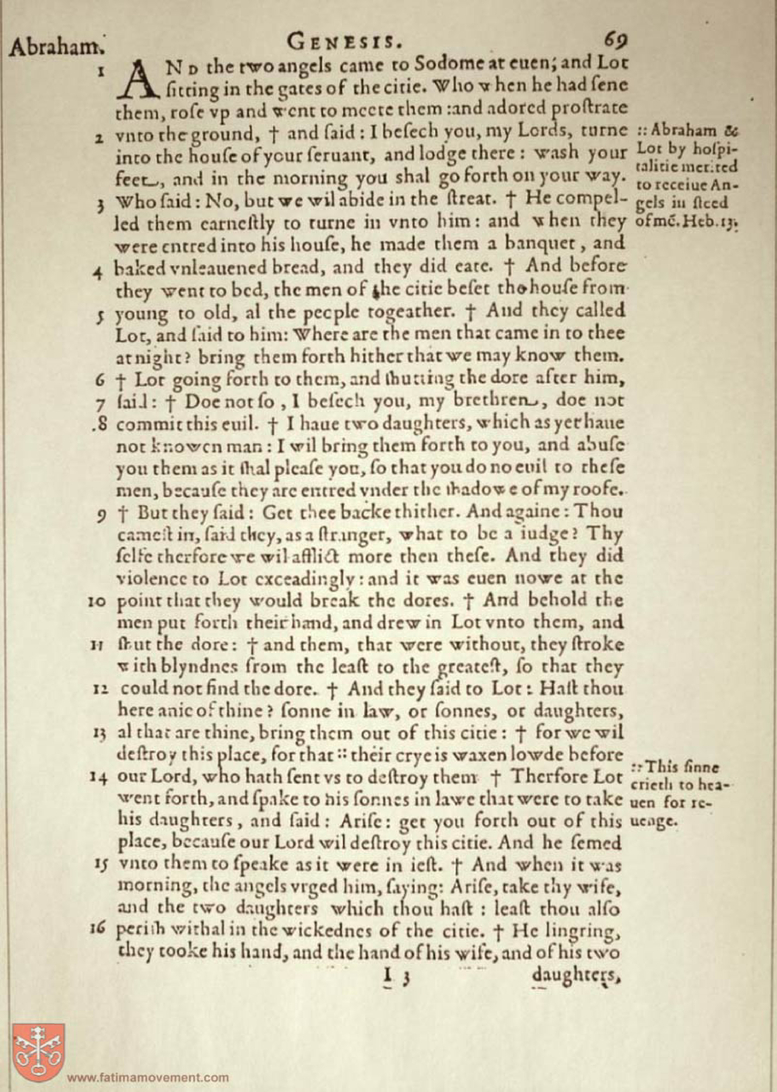 Abraham.
GENESIS.
69
1 AND the two angels came to Sodome at euen; and Lot
ſitting in the gates of the citie. Who when he had ſene
them, roſe vp and went to meete them :and adored proſtrate
2 vnto the ground, † and ſaid : I beſech you, my Lords, turne
into the houſe of your ſeruant, and lodge there : waſh your
feet, and in the morning you shal go forth on your way.
3 Who ſaid : No, but we wil abide in the ſtreat. † He compel-
led them earneſtly to turne in vnto him : and when they
were entred into his houſe, he made them a banquet, and
4 baked vnleauened bread, and they did eate. † And before
they went to bed, the men of the citie beſet the houſe from
5 young to old, al the people togeather. † And they called
Lot, and ſaid to him: Where are the men that came in to thee
at night? bring them forth hither that we may know them.
6 † Lot going forth to them, and ſhutting the dore after him,
7 ſaid : † Doe not ſo, I beſech you, my brethren, doe not
8 commit this euil. † I haue two daughters, which as yet haue
not knowen man : I wil bring them forth to you, and abuſe
you them as it ſhal pleaſe you, ſo that you do no euil to theſe
men, becauſe they are entred vnder the ſhadowe of my roofe.
9 † But they ſaid : Get thee backe thither. And againe : Thou
cameſt in, ſaid they, as a ſtranger, what to be a iudge? Thy
ſelfe therfore we wil afflict more then theſe. And they did
violence to Lot exceadingly : and it was euen nowe at the
10 point that they would break the dores. † And behold the
men put forth their hand, and drew in Lot vnto them, and
11 ſhut the dore : † and them, that were without, they ſtroke
with blyndnes from the leaſt to the greateſt, ſo that they
12 could not find the dore. † And they ſaid to Lot : Haſt thou
here anie of thine? ſonne in law, or ſonnes, or daughters,
13 al that are thine, bring them out of this citie : † for we wil
deſtroy this place, for that :: their crye is waxen lowde before
14 our Lord, who hath ſent vs to deſtroy them † Therfore Lot
went forth, and ſpake to his ſonnes in lawe that were to take
his daughters, and ſaid : Ariſe : get you forth out of this
place, becauſe our Lord wil deſtroy this citie. And he ſemed
15 vnto them to ſpeake as it were in ieſt. † And when it was
morning, the angels vrged him, ſaying: Ariſe, take thy wife,
and the two daughters which thou haſt : leaſt thou alſo
16 periſh withal in the wickednes of the citie. † He lingring,
they tooke his hand, and the hand of his wife, and of his two
I 3
daughters,
:: Abraham &
Lot by hoſpi-
talitie merited
to receiue An-
gels in ſteed
of mē. Heb. 13.
:: This ſinne
crieth to hea-
uen for re-
uenge.
www.fatimamovement.com